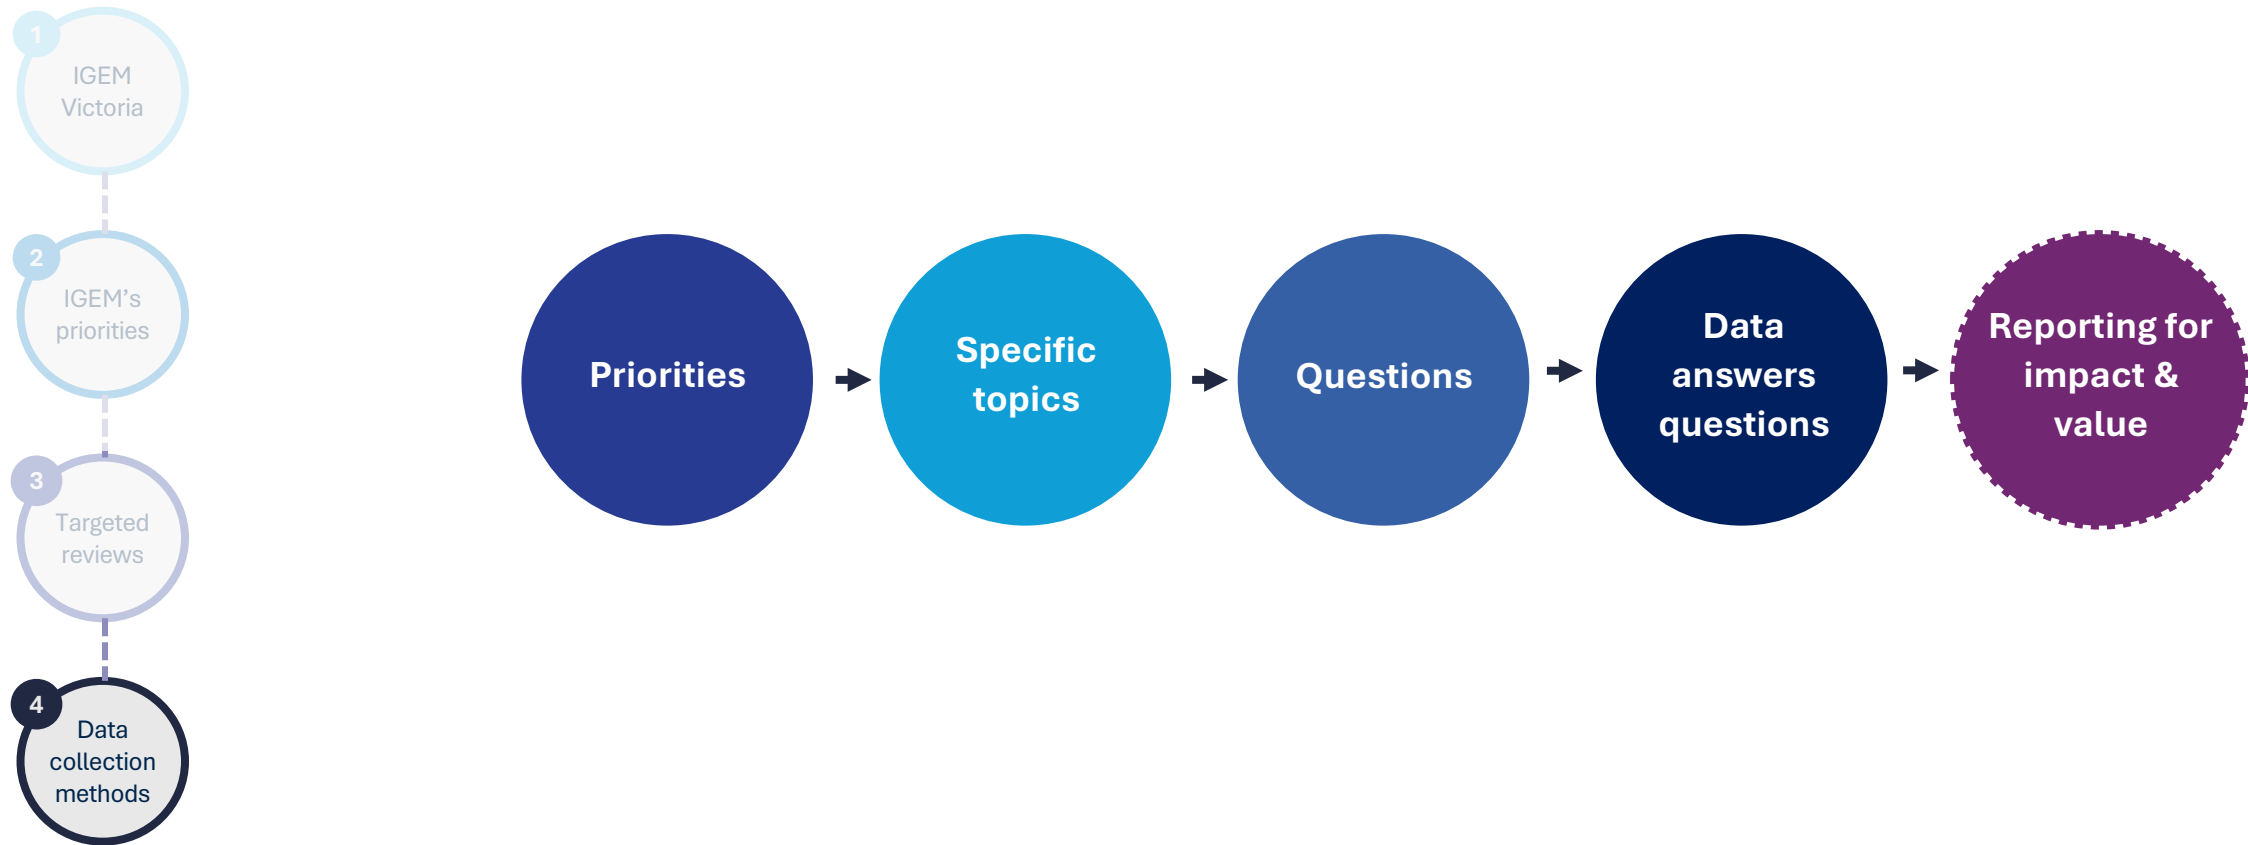 1
IGEM
Victoria
2
IGEM’s
priorities
3
Targeted
reviews
4
Data
collection
methods
Priorities
Specific
topics
Questions
Data
answers
questions
Reporting for
impact &
value